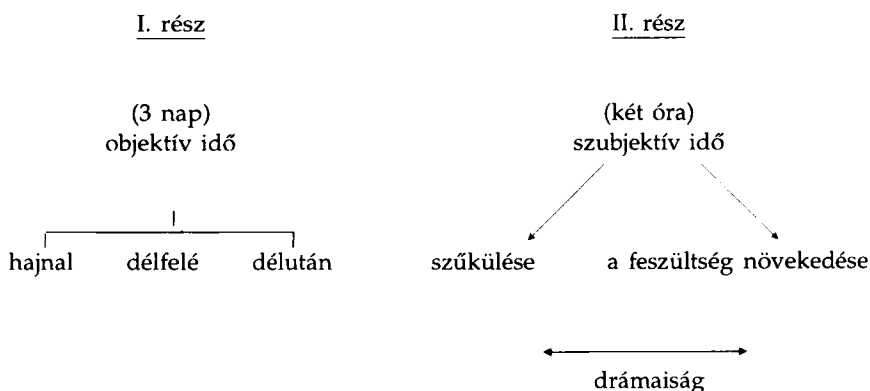 I. rész
(3 nap)
objektív idő
hajnal délfelé délután
II. rész
(két óra)
szubjektív idő
szűkülése a feszültség növekedése
drámaiság